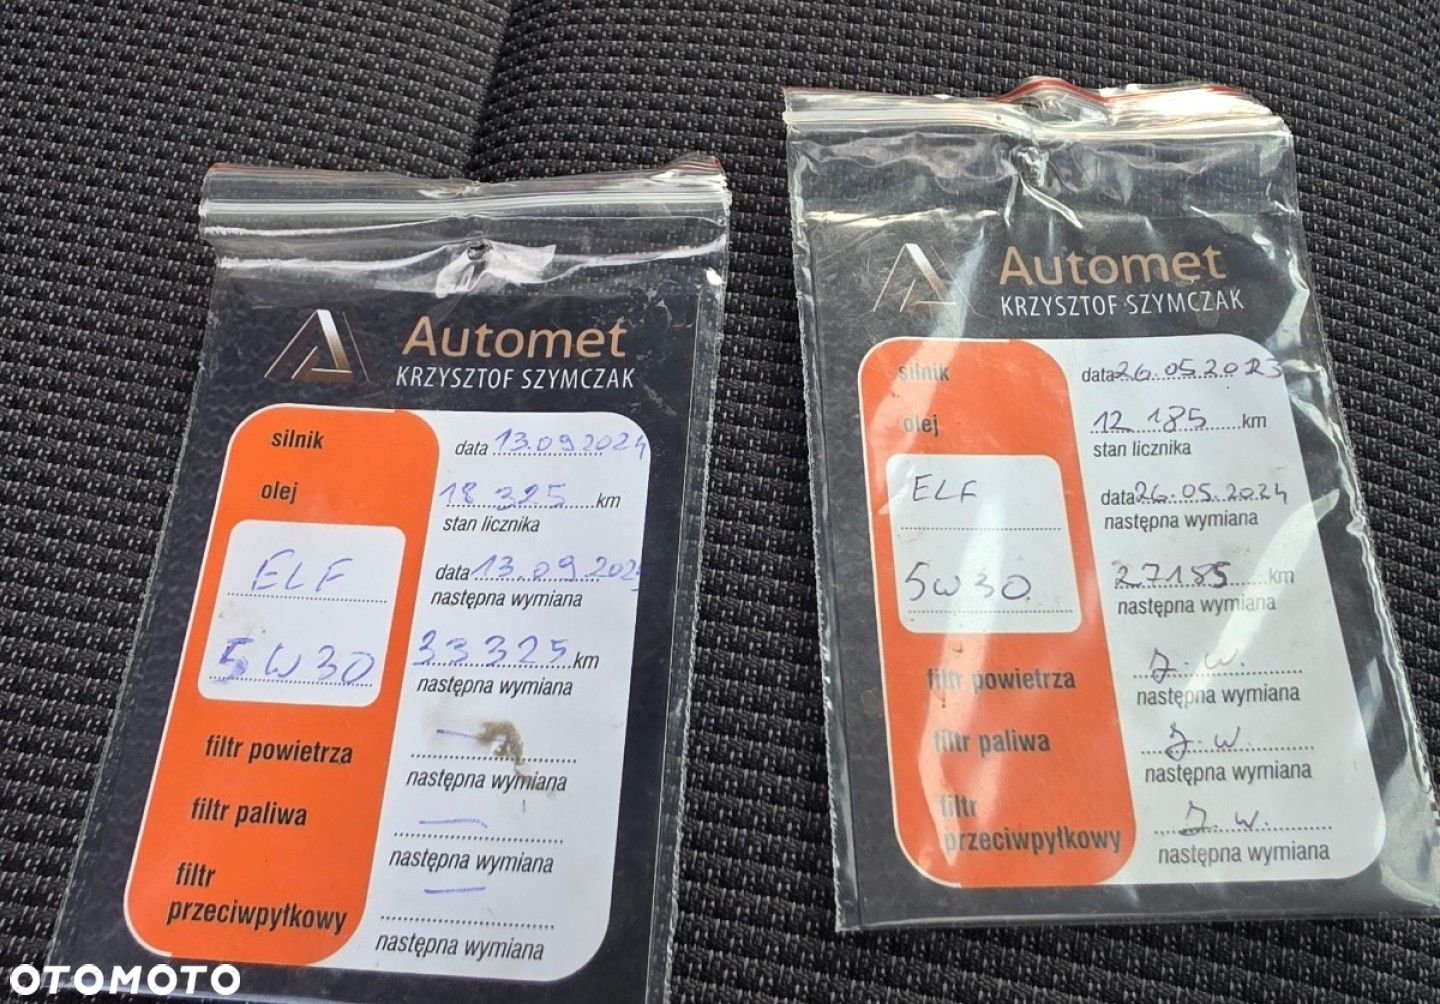 Automet
KRZYSZTOF SZYMCZAK
silnik
data 13.09.2024
olej
18 325 km
stan licznika
ELF
data 13.09.202
następna wymiana
5W30
33325 km
następna wymiana
filtr powietrza
następna wymiana
filtr paliwa
następna wymiana
filtr
przeciwpyłkowy
następna wymiana
Automet
KRZYSZTOF SZYMCZAK
silnik
data 26.05.2023
olej
12 185 km
stan licznika
ELF
data 26.05.2024
następna wymiana
5W30
27185 km
następna wymiana
filtr powietrza
J.w.
następna wymiana
filtr paliwa
J.w.
następna wymiana
filtr
przeciwpyłkowy
J.w.
następna wymiana
OTOMOTO